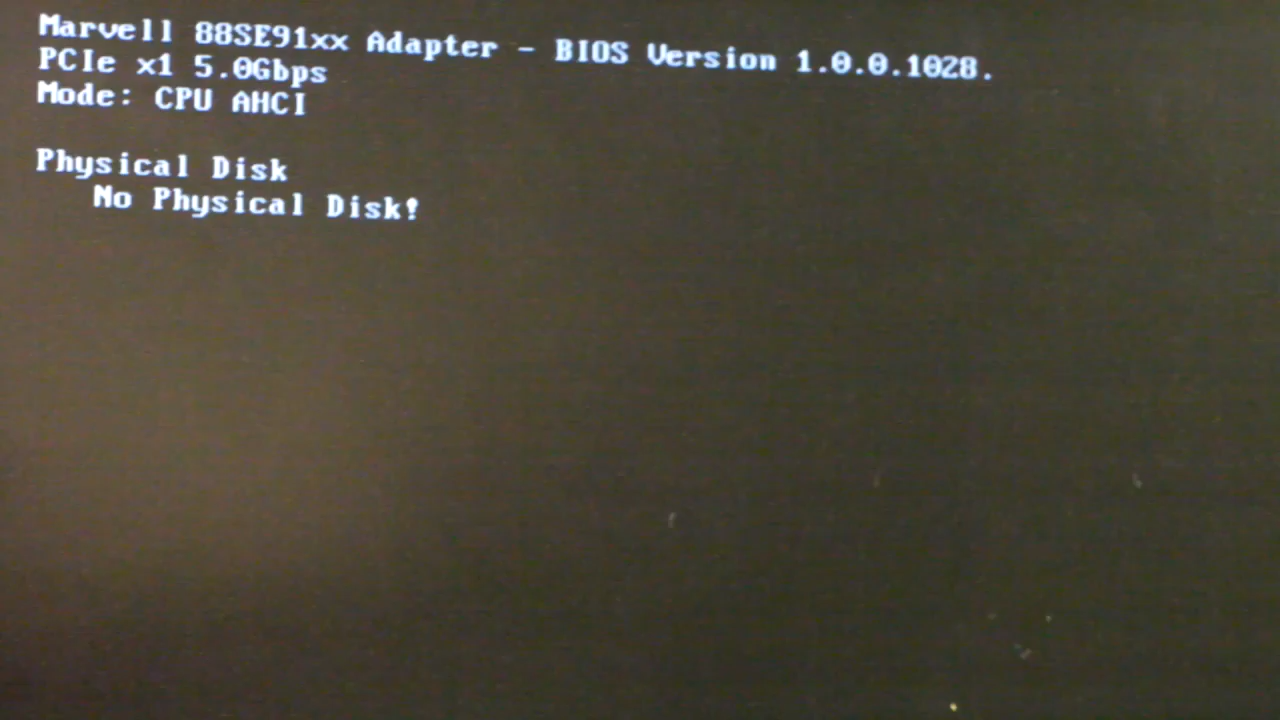 Marvell 88SE91xx Adapter - BIOS Version 1.0.0.1028.
PCIe x1 5.0Gbps
Mode: CPU AHCI
Physical Disk
No Physical Disk!